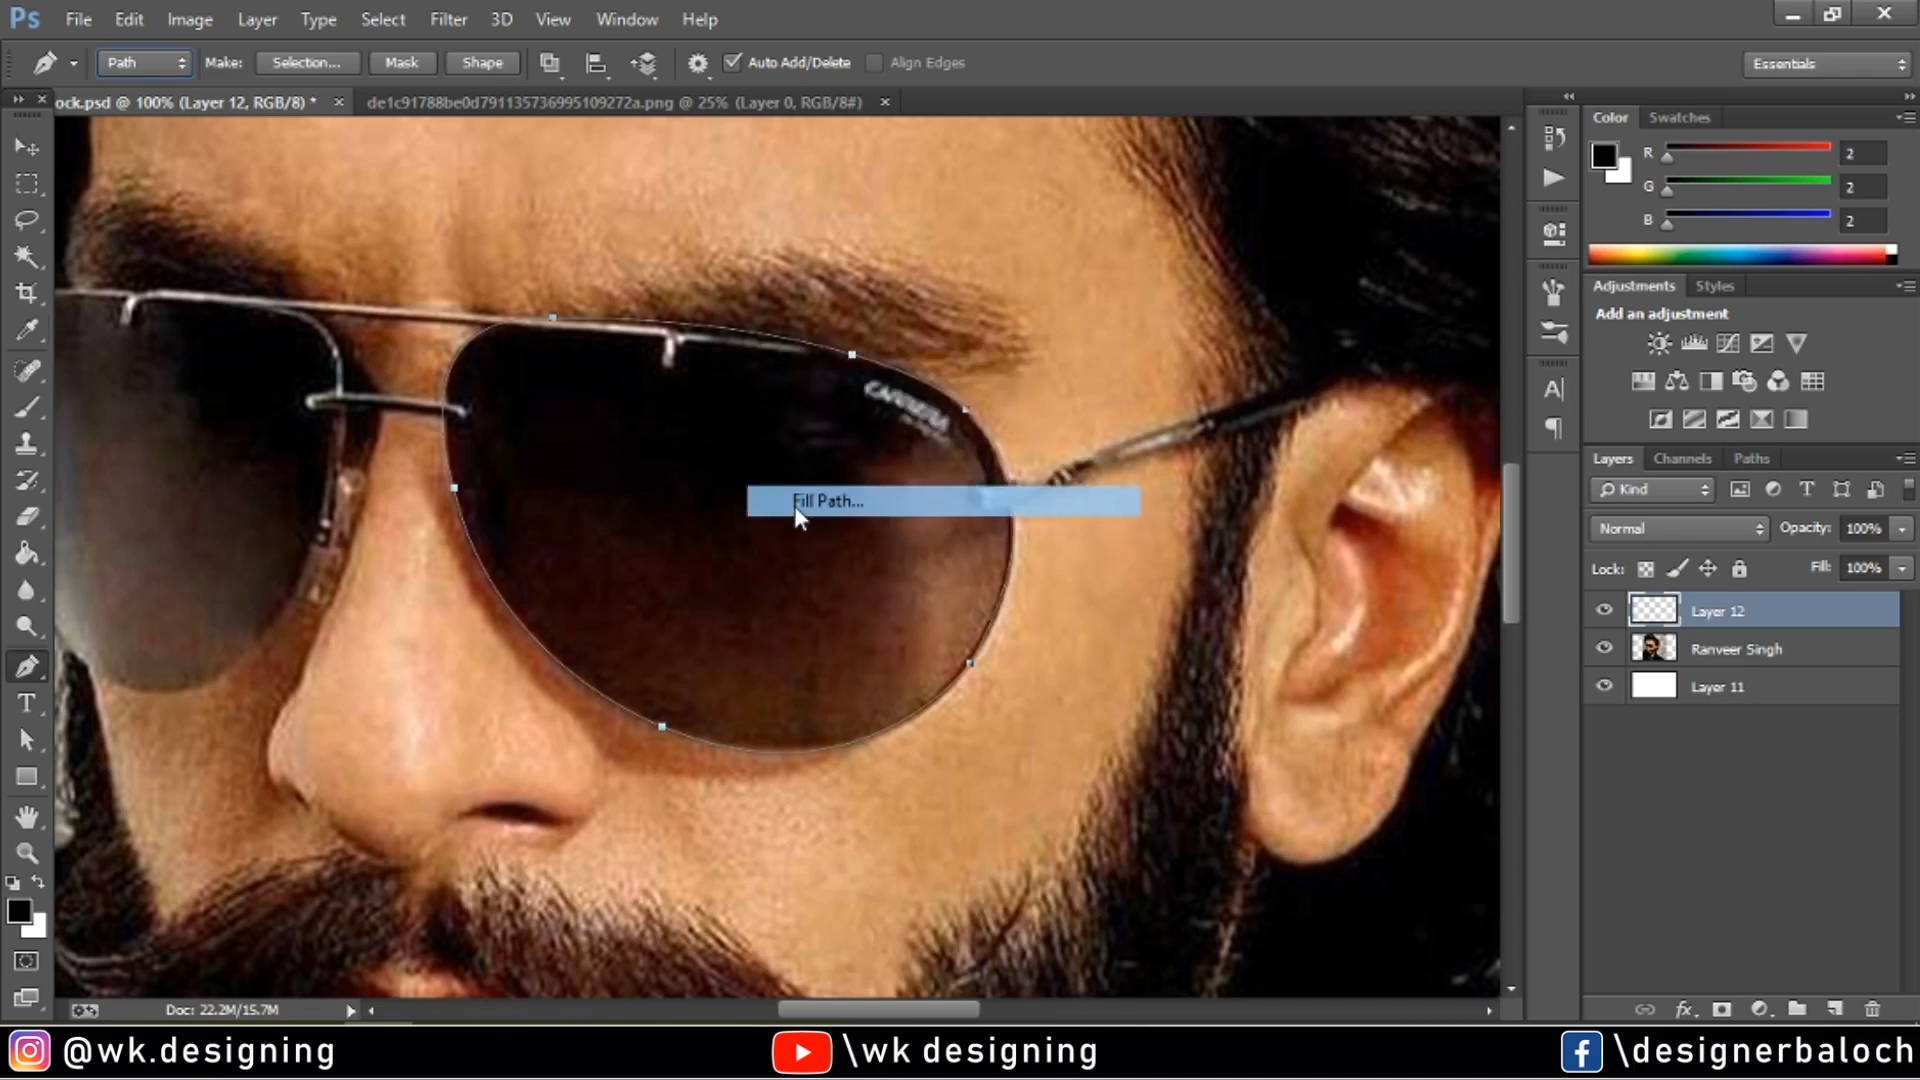 Ps File Edit Image Layer Type Select Filter 3D View Window Help
Path Make: Selection... Mask Shape Auto Add/Delete Align Edges Essentials
ock.psd @ 100% (Layer 12, RGB/8) * de1c91788be0d791135736995109272a.png @ 25% (Layer 0, RGB/8#)
Color Swatches
R 2
G 2
B 2
Adjustments Styles
Add an adjustment
CARRERA
Fill Path...
Layers Channels Paths
Kind
Normal Opacity: 100%
Lock: Fill: 100%
Layer 12
Ranveer Singh
Layer 11
Doc: 22.2M/15.7M
@wk.designing \wk designing \designerbaloch